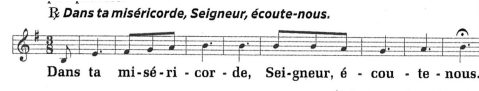 ℟ Dans ta miséricorde, Seigneur, écoute-nous.
Dans ta mi-sé-ri-cor-de, Sei-gneur, é-cou-te-nous.